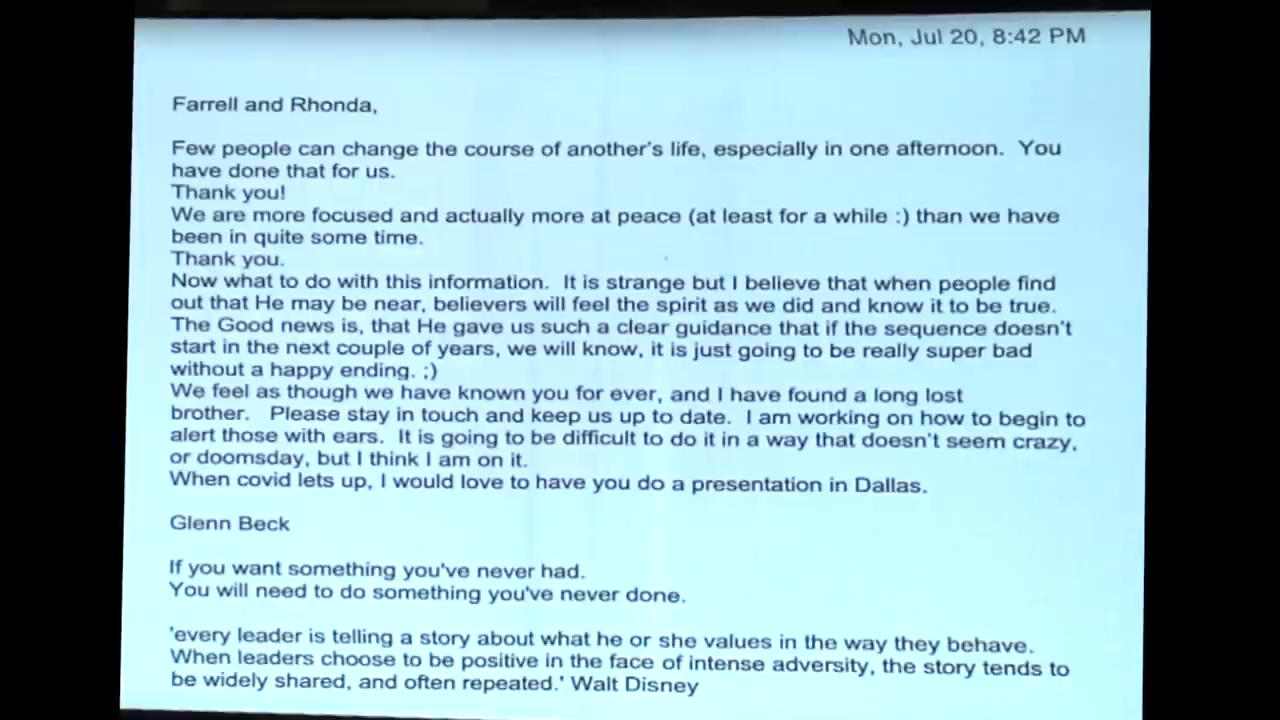 Mon, Jul 20, 8:42 PM
Farrell and Rhonda,
Few people can change the course of another's life, especially in one afternoon.  You
have done that for us.
Thank you!
We are more focused and actually more at peace (at least for a while :) than we have
been in quite some time.
Thank you.
Now what to do with this information.  It is strange but I believe that when people find
out that He may be near, believers will feel the spirit as we did and know it to be true.
The Good news is, that He gave us such a clear guidance that if the sequence doesn't
start in the next couple of years, we will know, it is just going to be really super bad
without a happy ending. ;)
We feel as though we have known you for ever, and I have found a long lost
brother.   Please stay in touch and keep us up to date.  I am working on how to begin to
alert those with ears.  It is going to be difficult to do it in a way that doesn't seem crazy,
or doomsday, but I think I am on it.
When covid lets up, I would love to have you do a presentation in Dallas.
Glenn Beck
If you want something you've never had.
You will need to do something you've never done.
'every leader is telling a story about what he or she values in the way they behave.
When leaders choose to be positive in the face of intense adversity, the story tends to
be widely shared, and often repeated.' Walt Disney